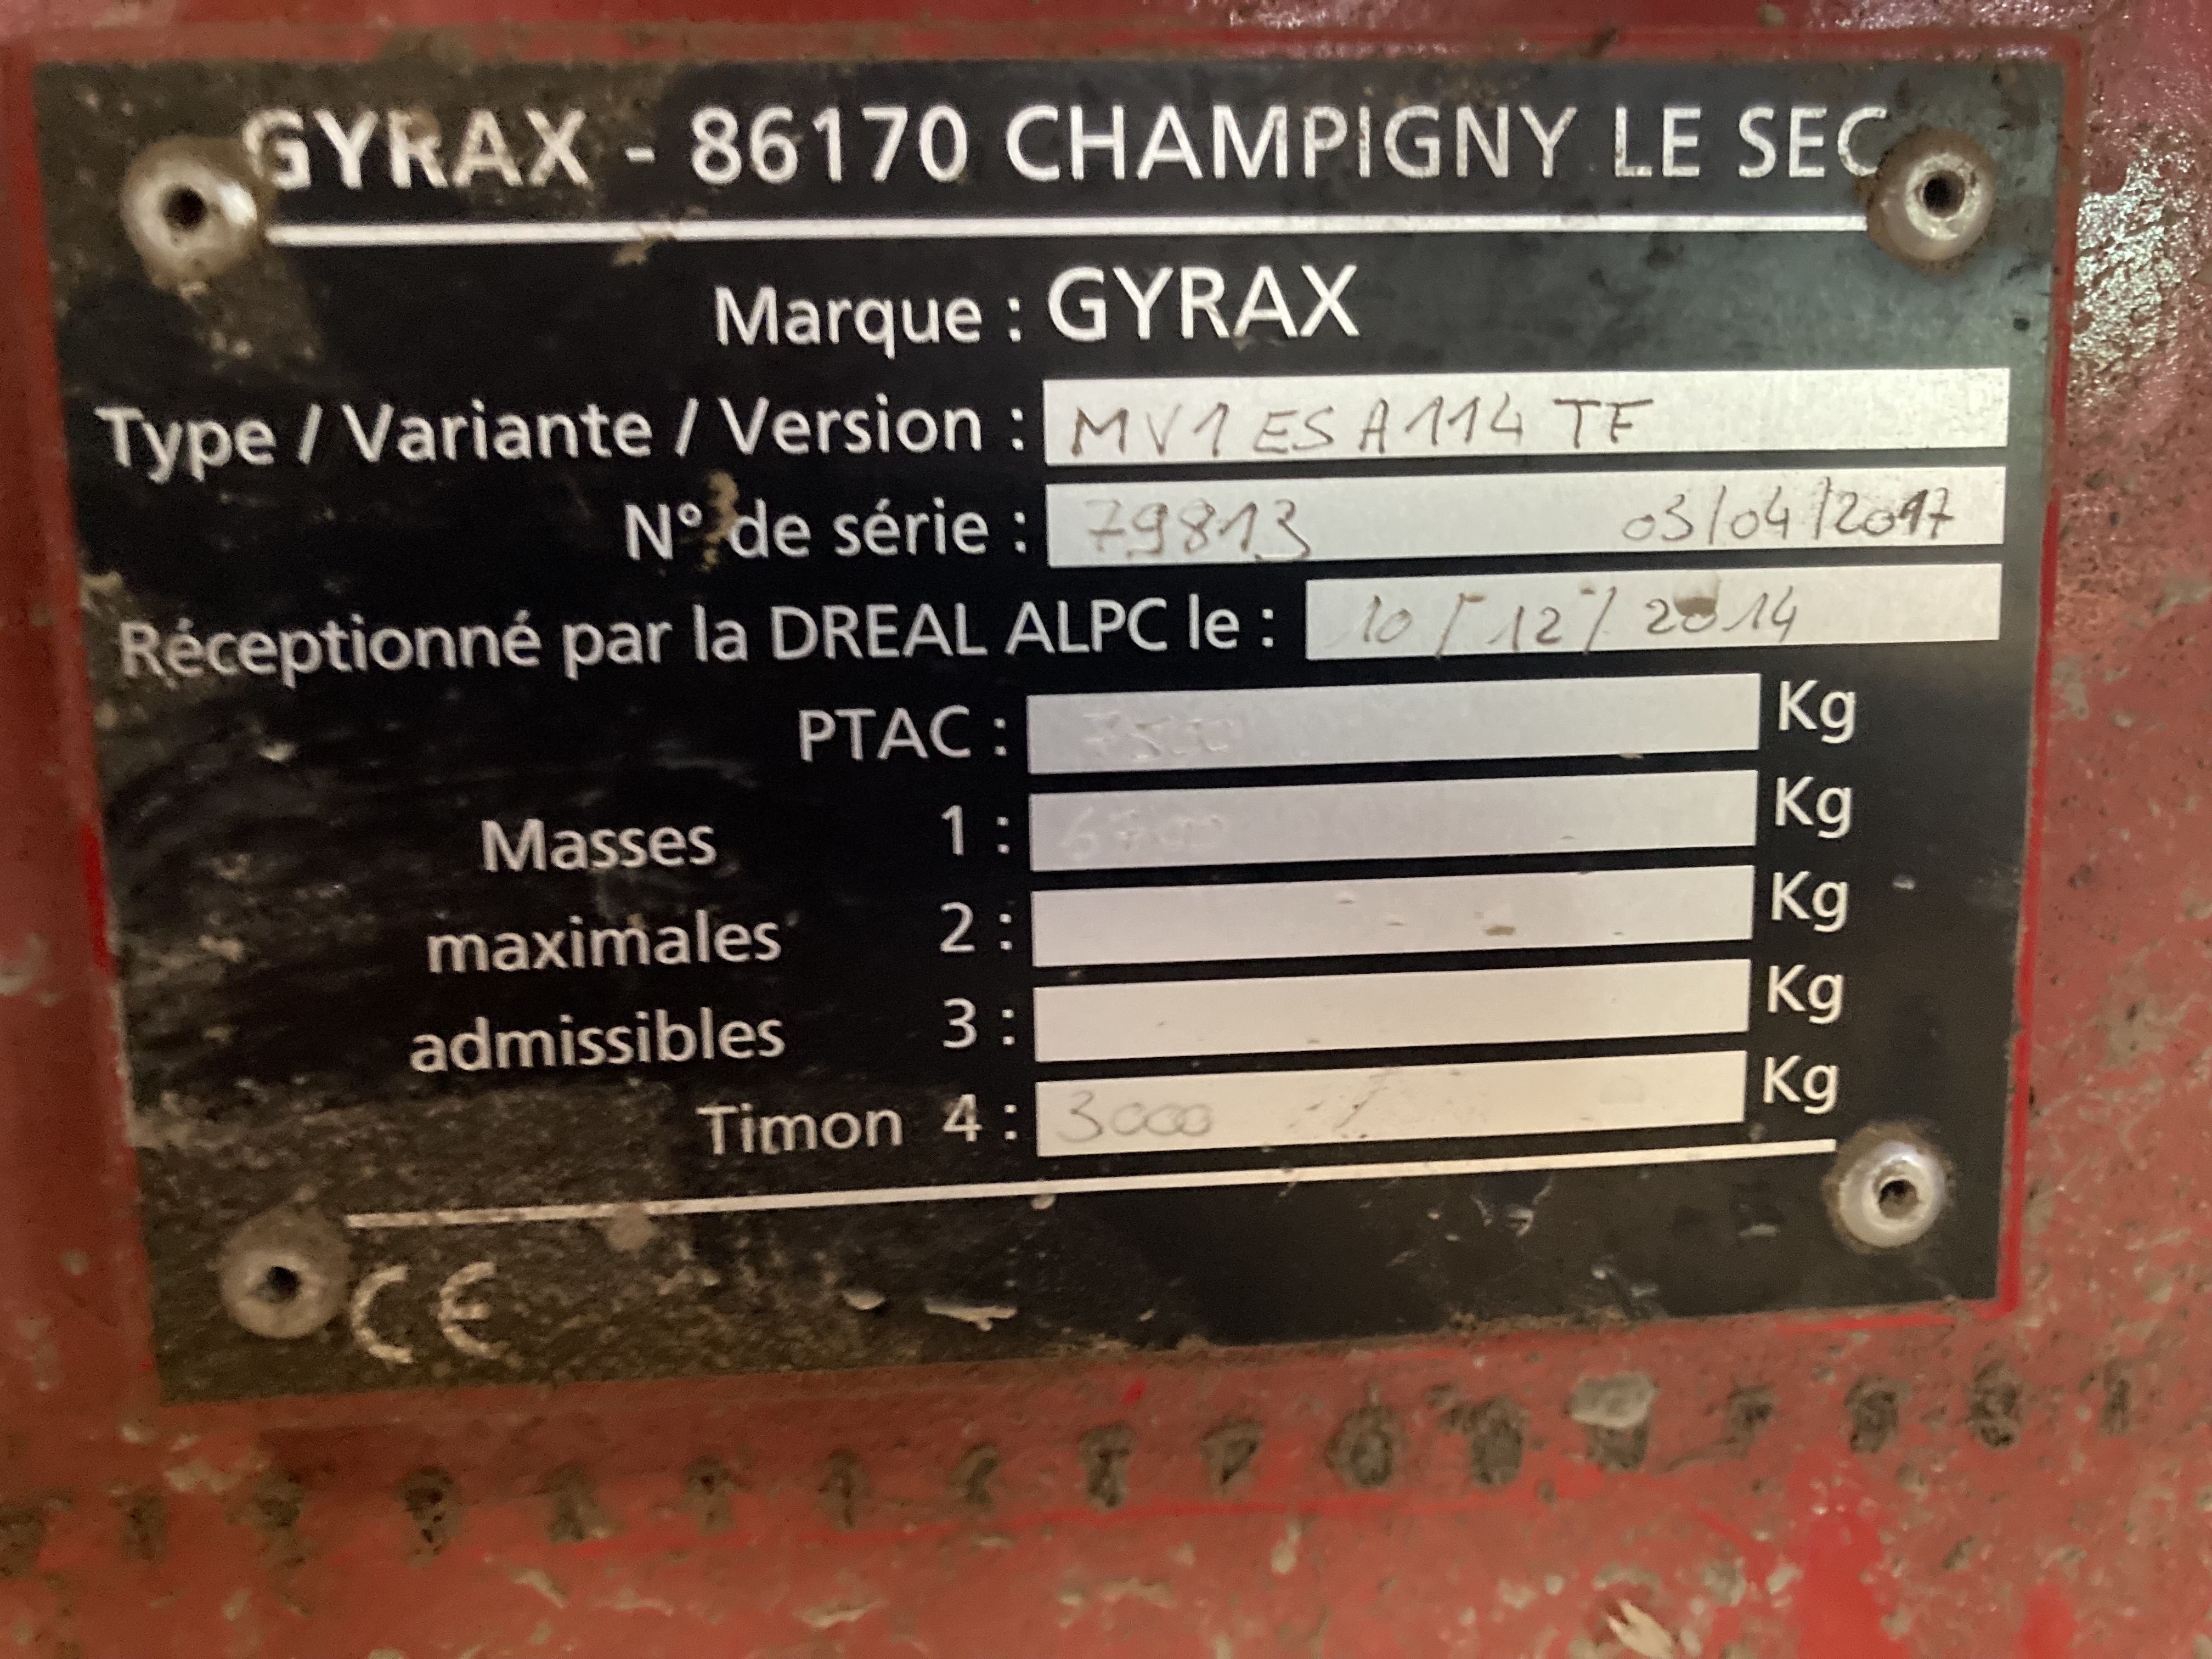 GYRAX - 86170 CHAMPIGNY LE SEC
Marque : GYRAX
Type / Variante / Version : MV1 ES A114 TF
N° de série : 79813 03/04/2017
Réceptionné par la DREAL ALPC le : 10/12/2014
PTAC : 7500 Kg
Masses 1 : 6700 Kg
maximales 2 : Kg
admissibles 3 : Kg
Timon 4 : 3000 Kg
CE